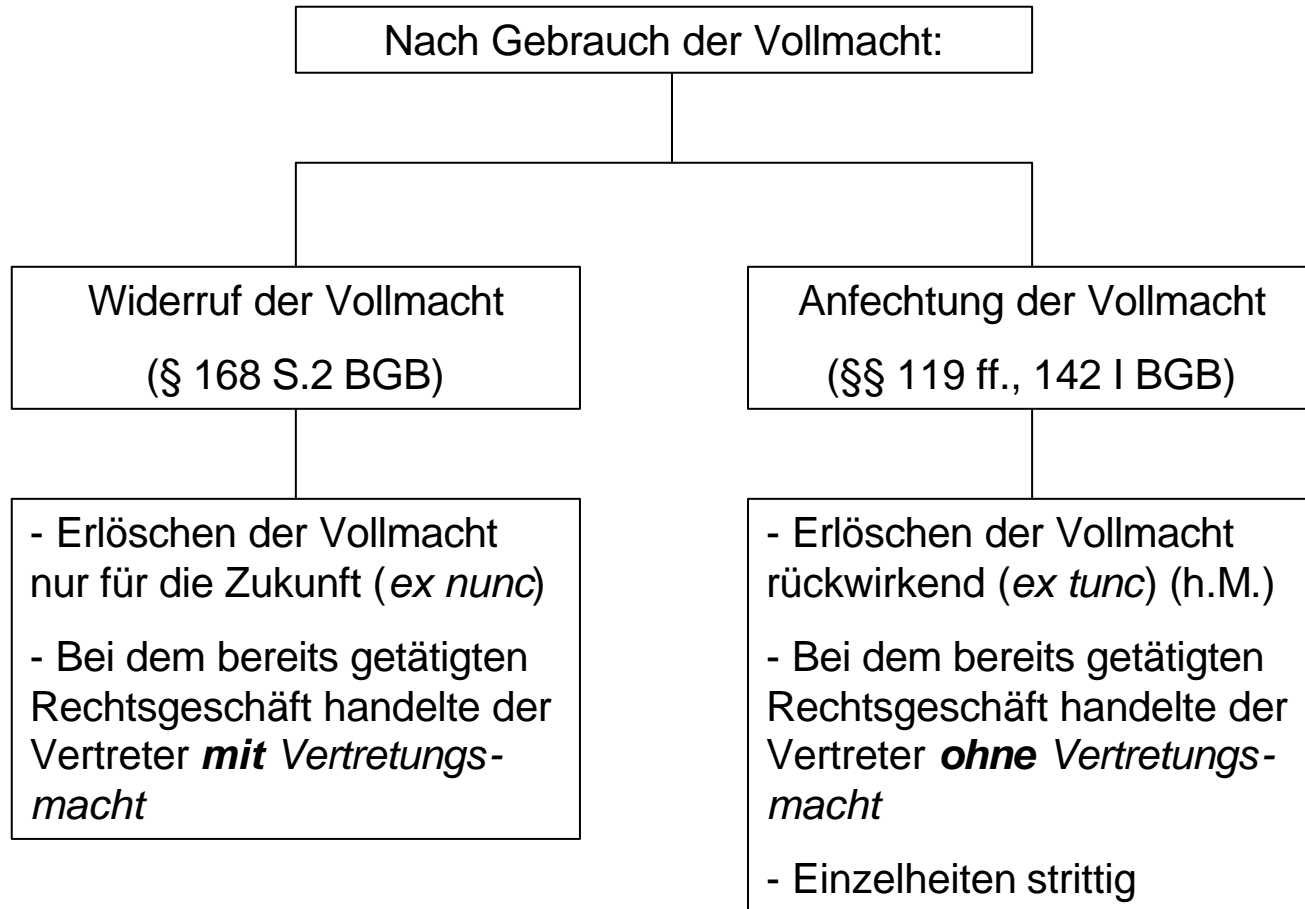 Nach Gebrauch der Vollmacht:
Widerruf der Vollmacht
(§ 168 S.2 BGB)
- Erlöschen der Vollmacht
nur für die Zukunft (ex nunc)
- Bei dem bereits getätigten
Rechtsgeschäft handelte der
Vertreter mit Vertretungs-
macht
Anfechtung der Vollmacht
(§§ 119 ff., 142 I BGB)
- Erlöschen der Vollmacht
rückwirkend (ex tunc) (h.M.)
- Bei dem bereits getätigten
Rechtsgeschäft handelte der
Vertreter ohne Vertretungs-
macht
- Einzelheiten strittig